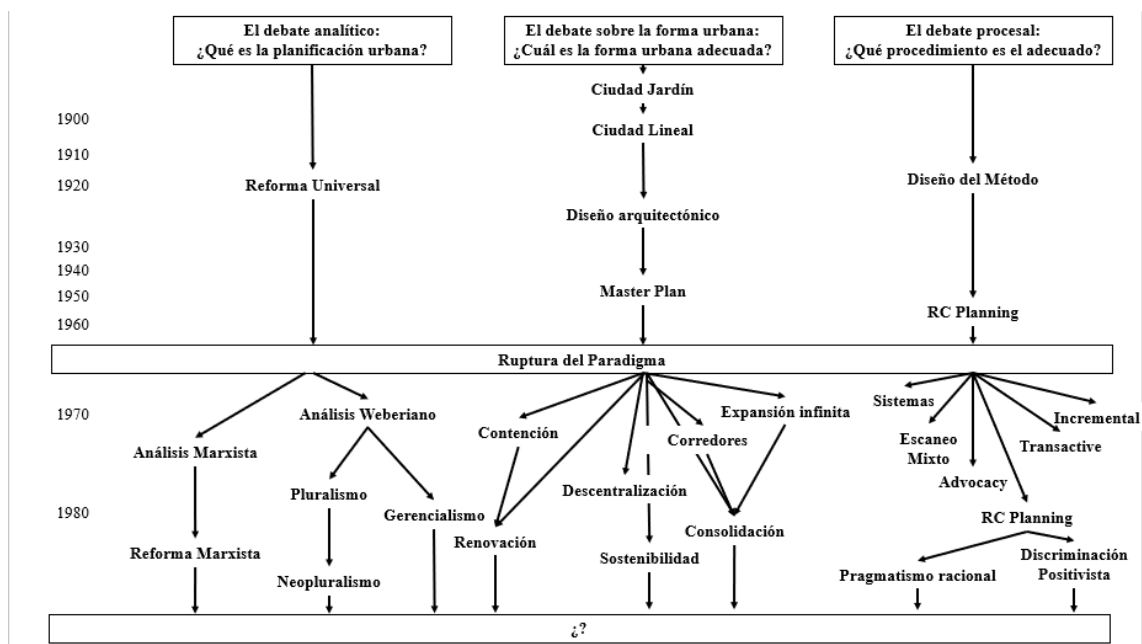 El debate analítico:
¿Qué es la planificación urbana?
El debate sobre la forma urbana:
¿Cuál es la forma urbana adecuada?
El debate procesal:
¿Qué procedimiento es el adecuado?
Ciudad Jardín
1900
Ciudad Lineal
1910
1920
Reforma Universal
Diseño del Método
Diseño arquitectónico
1930
1940
1950
Master Plan
RC Planning
1960
Ruptura del Paradigma
1970
Análisis Weberiano
Contención
Expansión infinita
Sistemas
Incremental
Análisis Marxista
Corredores
Escaneo
Mixto
Transactive
Pluralismo
Descentralización
Advocacy
1980
Gerencialismo
Renovación
Consolidación
RC Planning
Reforma Marxista
Sostenibilidad
Discriminación
Positivista
Neopluralismo
Pragmatismo racional
¿?